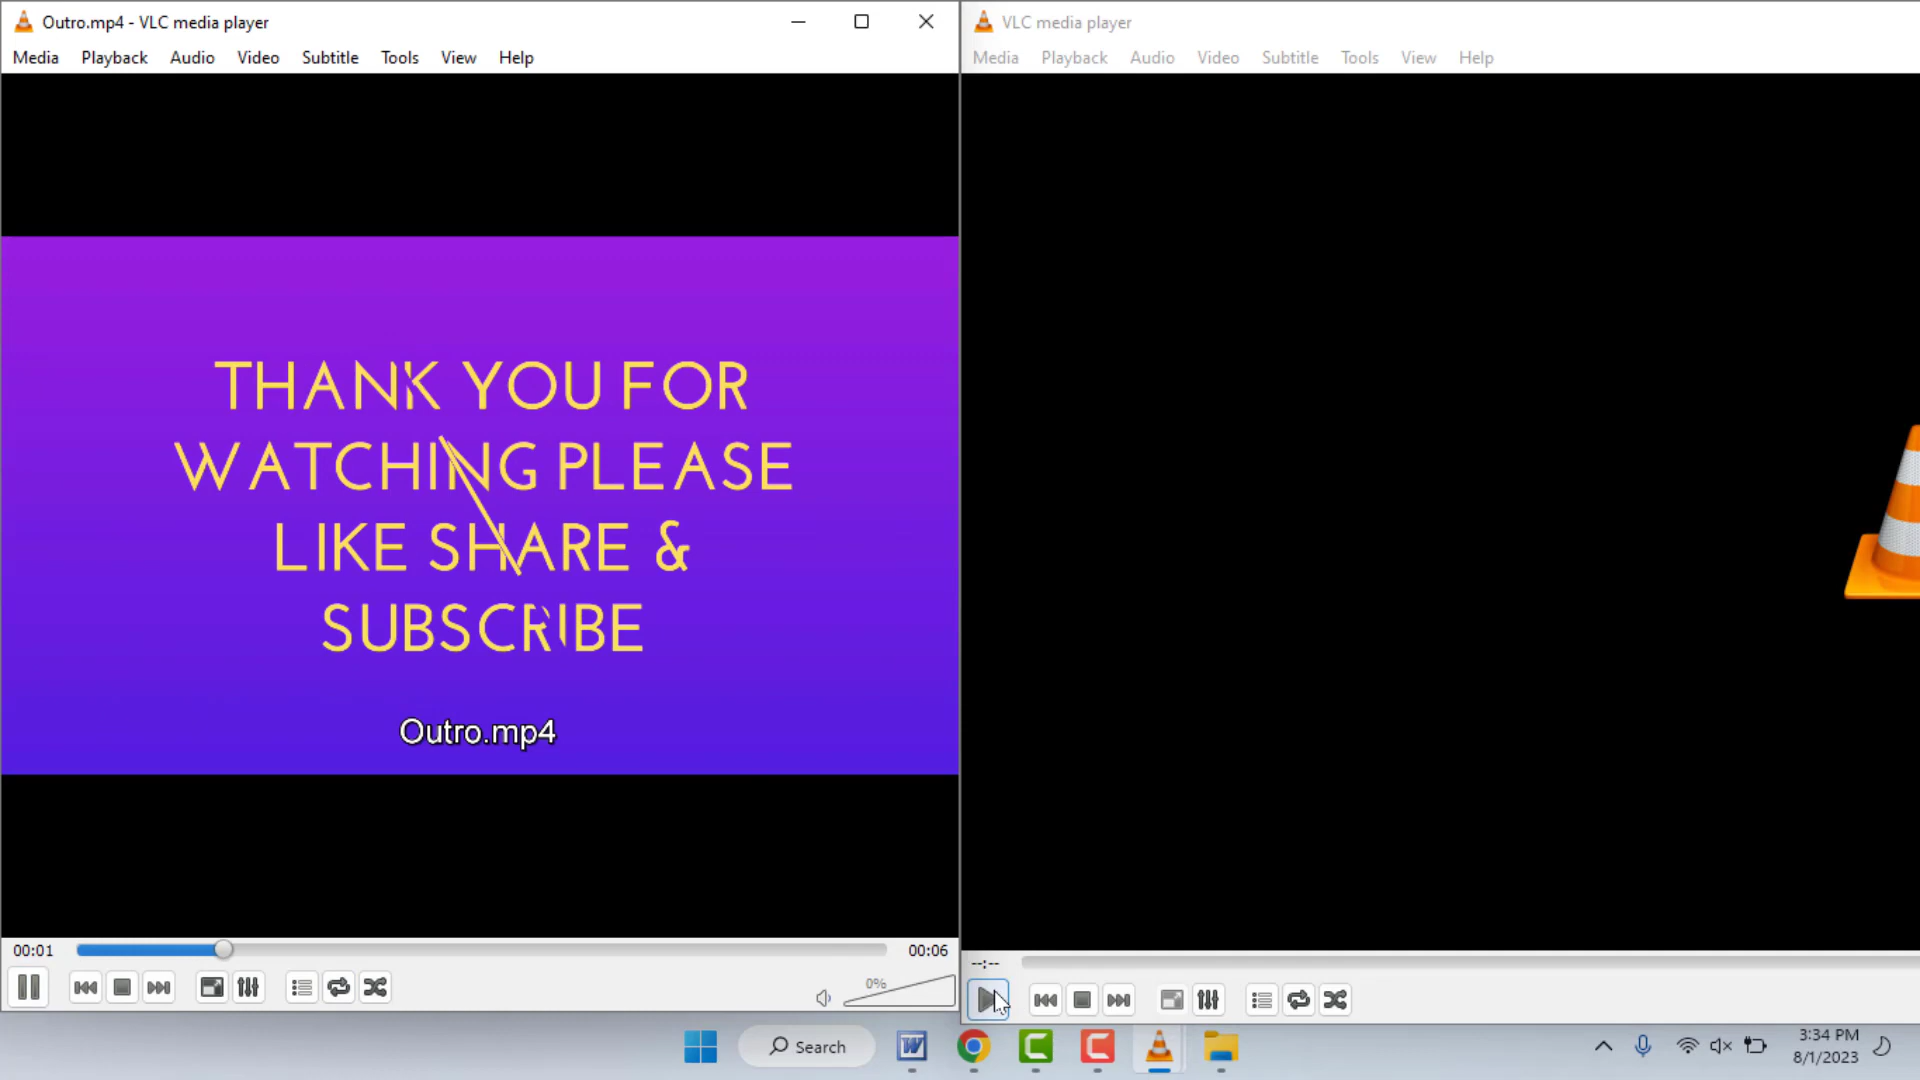 Outro.mp4 - VLC media player
Media Playback Audio Video Subtitle Tools View Help
THANK YOU FOR
WATCHING PLEASE
LIKE SHARE &
SUBSCRIBE
Outro.mp4
00:01
00:06
0%
VLC media player
Media Playback Audio Video Subtitle Tools View Help
--:--
Search
3:34 PM
8/1/2023